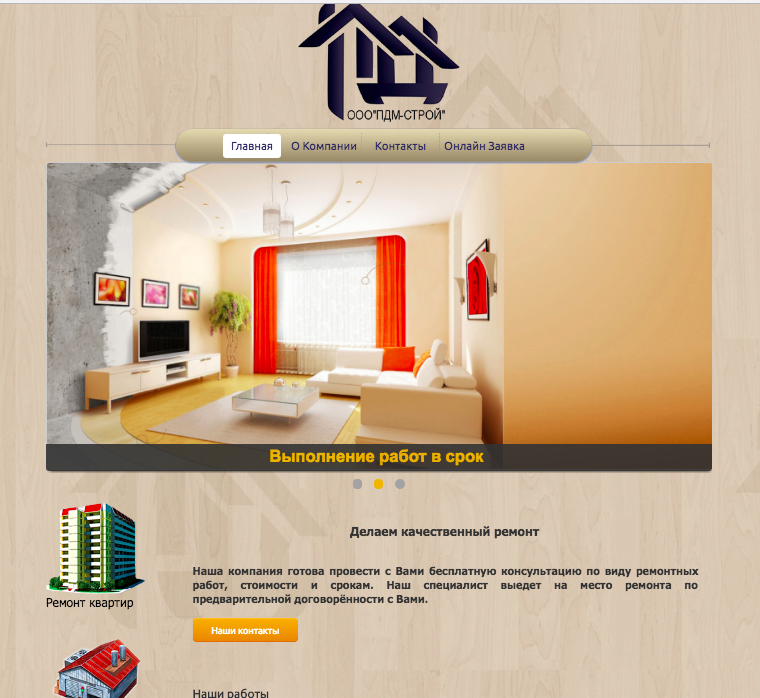 ООО"ПДМ-СТРОЙ"
Главная О Компании Контакты Онлайн Заявка
Выполнение работ в срок
Делаем качественный ремонт
Наша компания готова провести с Вами бесплатную консультацию по виду ремонтных
работ, стоимости и срокам. Наш специалист выедет на место ремонта по
предварительной договорённости с Вами.
Ремонт квартир
Наши контакты
Наши работы